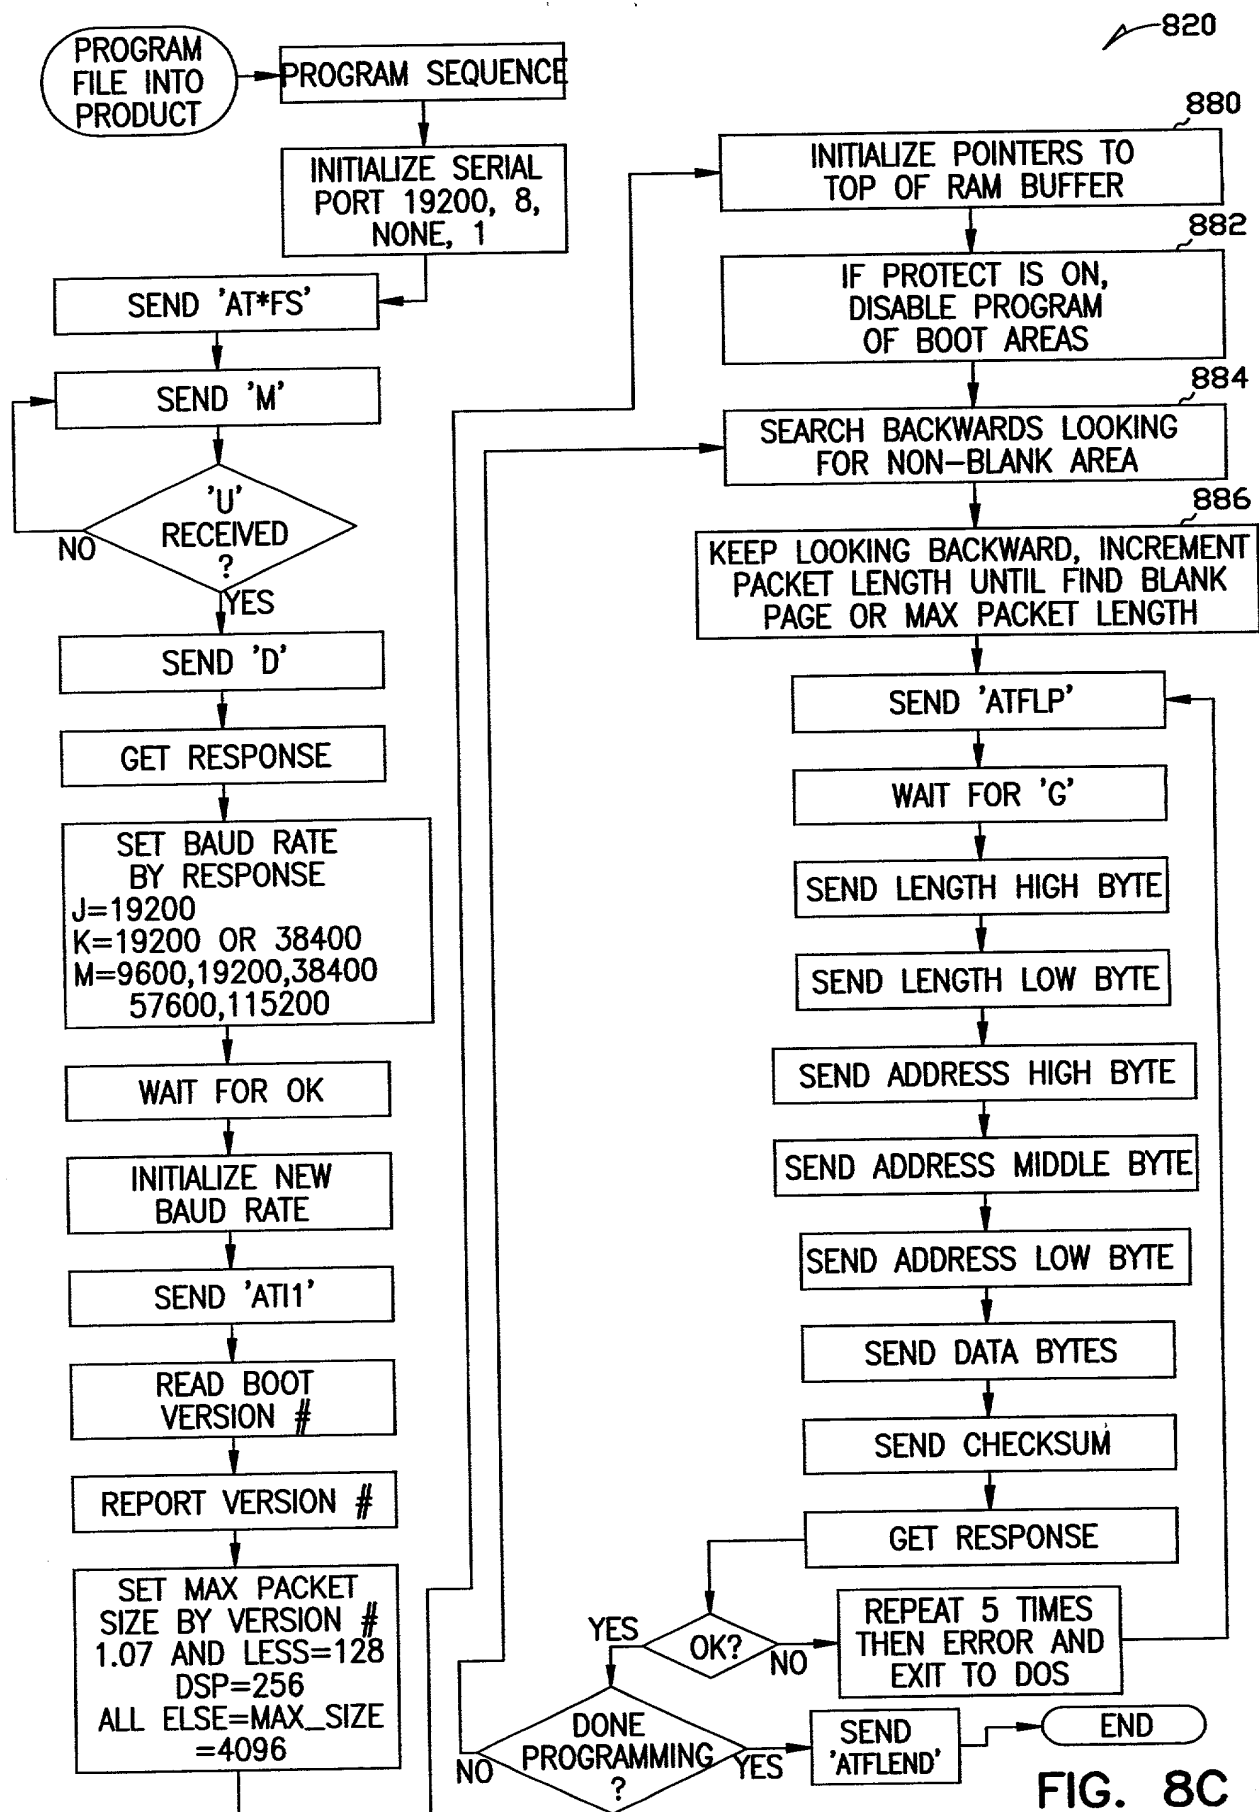 PROGRAM
FILE INTO
PRODUCT
PROGRAM SEQUENCE
INITIALIZE SERIAL
PORT 19200, 8,
NONE, 1
SEND 'AT*FS'
SEND 'M'
'U'
RECEIVED
?
NO
YES
SEND 'D'
GET RESPONSE
SET BAUD RATE
BY RESPONSE
J=19200
K=19200 OR 38400
M=9600,19200,38400
57600,115200
WAIT FOR OK
INITIALIZE NEW
BAUD RATE
SEND 'ATI1'
READ BOOT
VERSION #
REPORT VERSION #
SET MAX PACKET
SIZE BY VERSION #
1.07 AND LESS=128
DSP=256
ALL ELSE=MAX_SIZE
=4096
820
880
INITIALIZE POINTERS TO
TOP OF RAM BUFFER
882
IF PROTECT IS ON,
DISABLE PROGRAM
OF BOOT AREAS
884
SEARCH BACKWARDS LOOKING
FOR NON-BLANK AREA
886
KEEP LOOKING BACKWARD, INCREMENT
PACKET LENGTH UNTIL FIND BLANK
PAGE OR MAX PACKET LENGTH
SEND 'ATFLP'
WAIT FOR 'G'
SEND LENGTH HIGH BYTE
SEND LENGTH LOW BYTE
SEND ADDRESS HIGH BYTE
SEND ADDRESS MIDDLE BYTE
SEND ADDRESS LOW BYTE
SEND DATA BYTES
SEND CHECKSUM
GET RESPONSE
YES
OK?
NO
REPEAT 5 TIMES
THEN ERROR AND
EXIT TO DOS
DONE
PROGRAMMING
?
NO
YES
SEND
'ATFLEND'
END
FIG. 8C